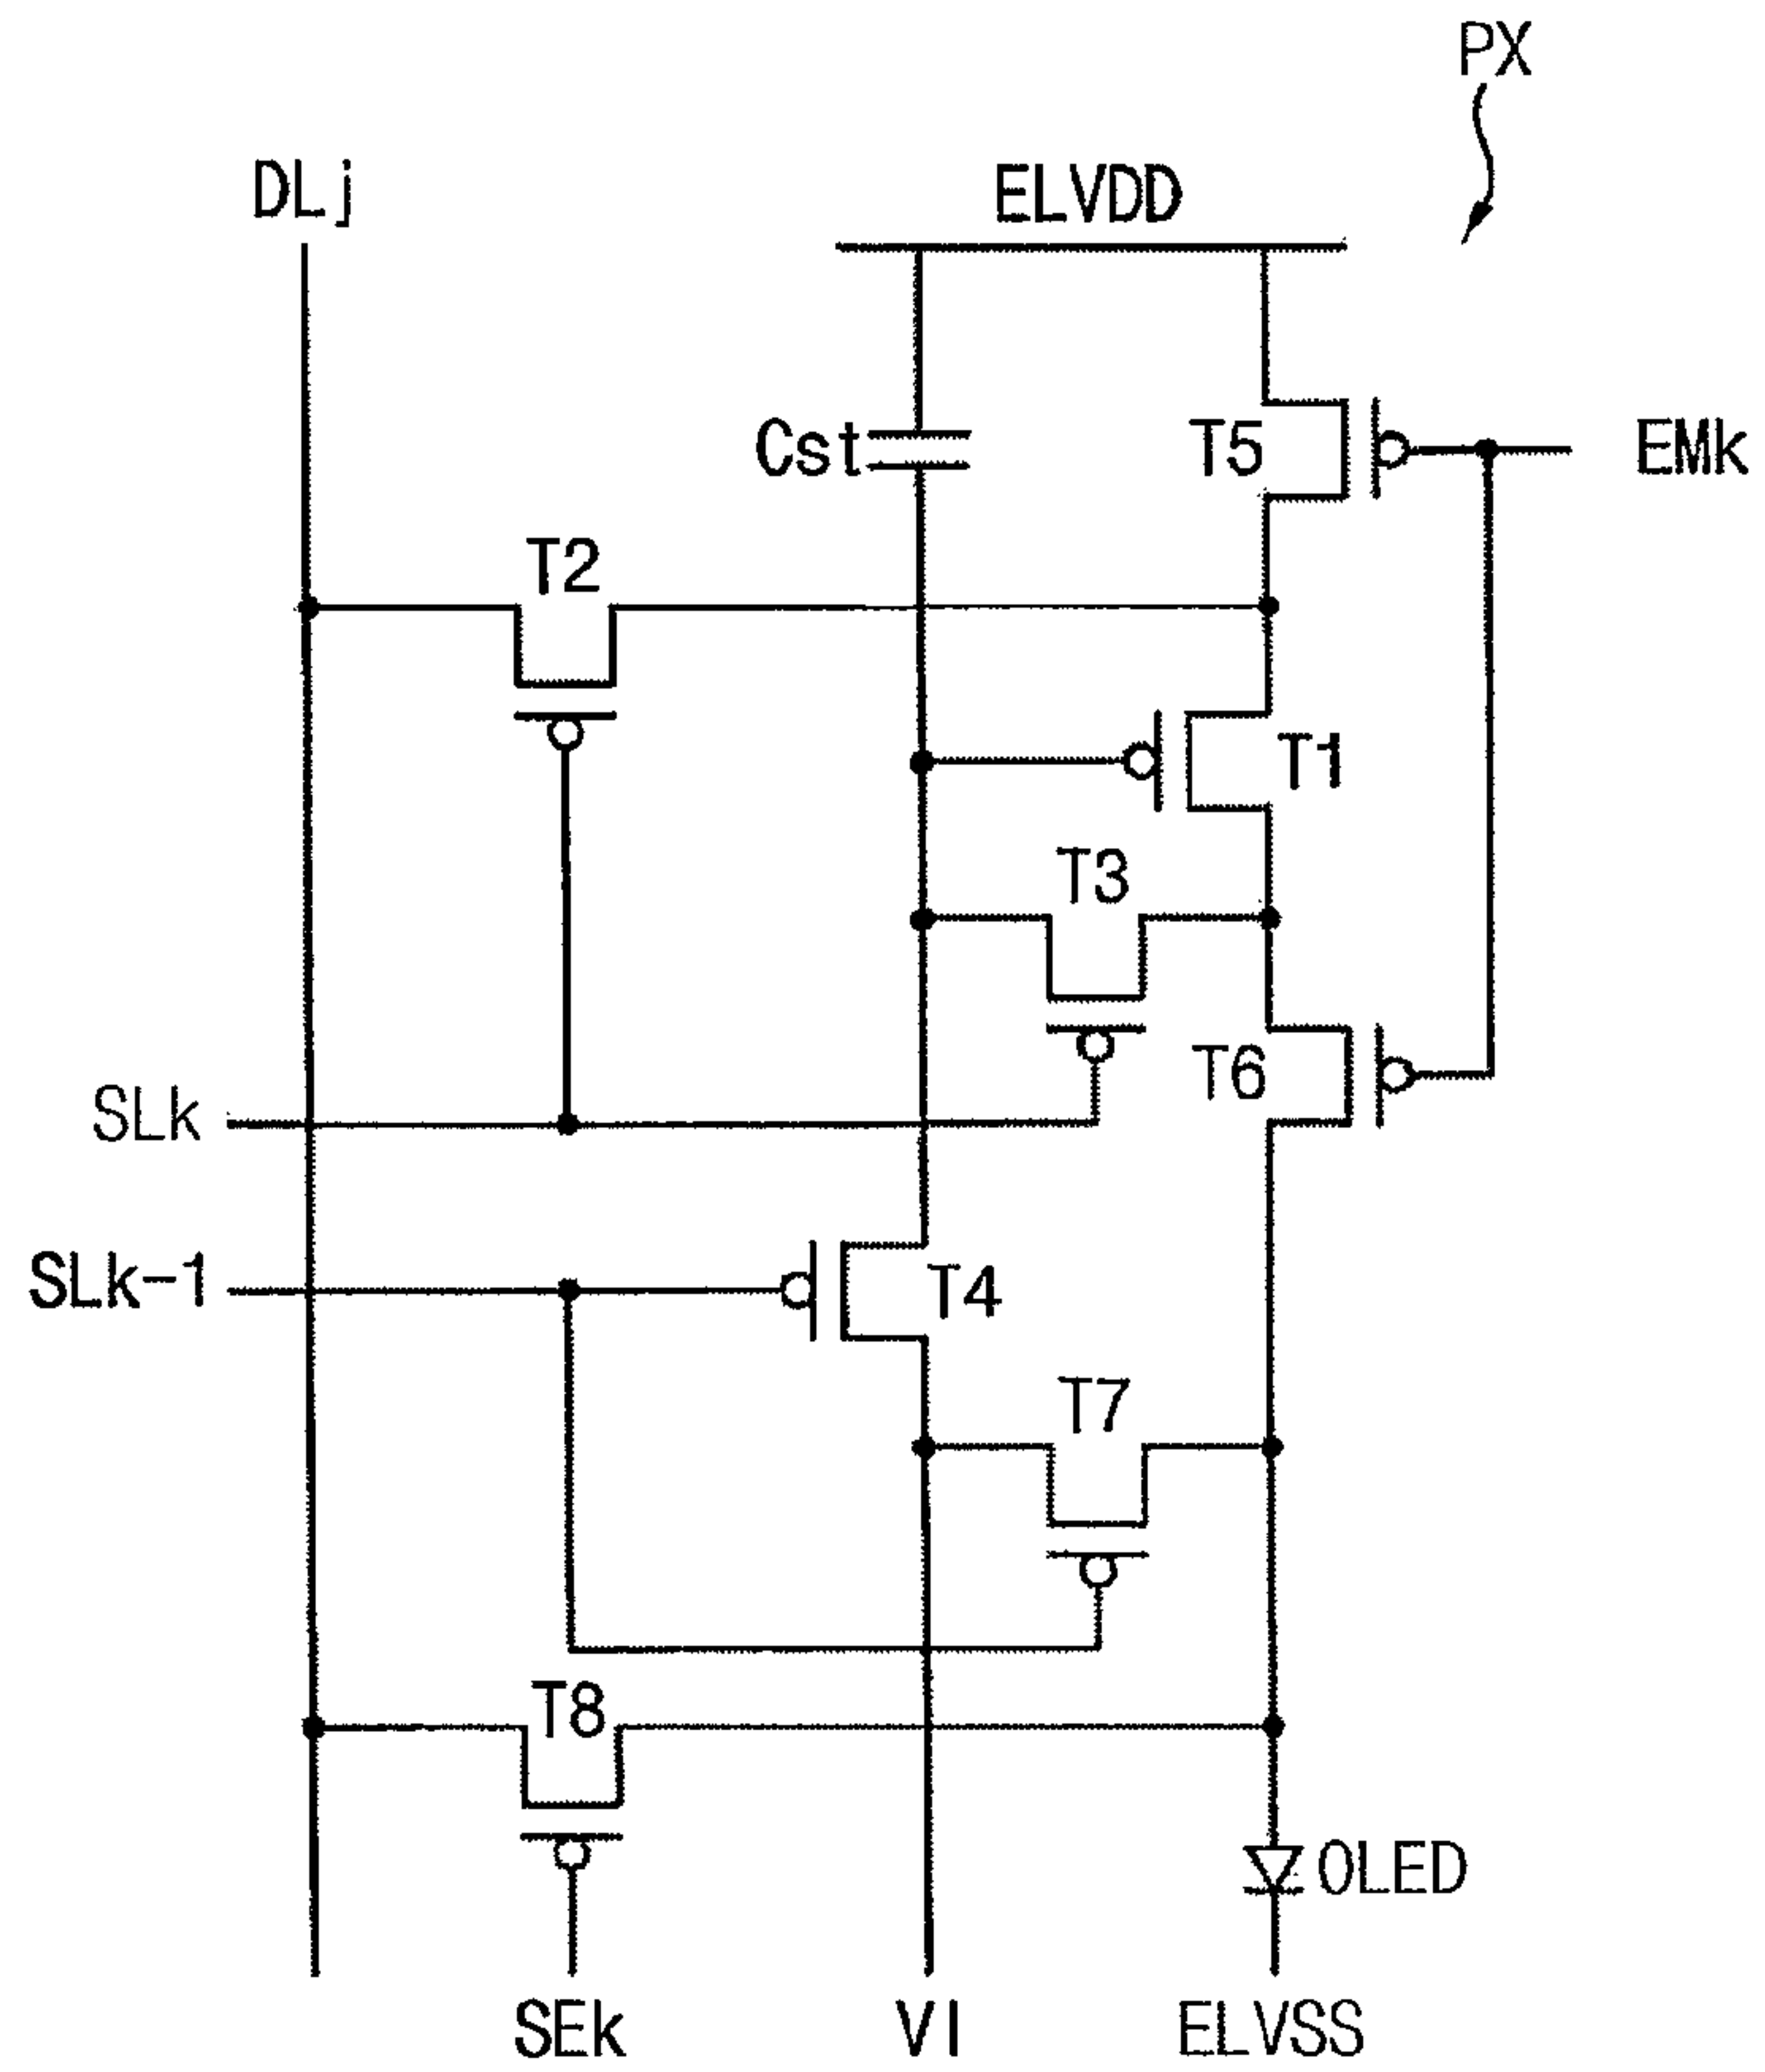 PX
DLj
ELVDD
Cst
T5
EMk
T2
T1
T3
T6
SLk
SLk-1
T4
T7
T8
OLED
SEk
VI
ELVSS